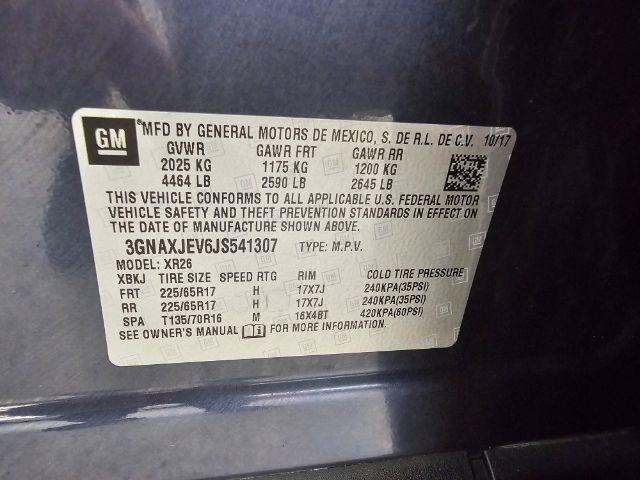 GM MFD BY GENERAL MOTORS DE MEXICO, S. DE R.L. DE C.V. 10/17
GVWR GAWR FRT GAWR RR
2025 KG 1175 KG 1200 KG
4464 LB 2590 LB 2645 LB
THIS VEHICLE CONFORMS TO ALL APPLICABLE U.S. FEDERAL MOTOR
VEHICLE SAFETY AND THEFT PREVENTION STANDARDS IN EFFECT ON
THE DATE OF MANUFACTURE SHOWN ABOVE.
3GNAXJEV6JS541307 TYPE: M.P.V.
MODEL: XR26
XBKJ TIRE SIZE SPEED RTG RIM COLD TIRE PRESSURE
FRT 225/65R17 H 17X7J 240KPA(35PSI)
RR 225/65R17 H 17X7J 240KPA(35PSI)
SPA T135/70R16 M 16X4BT 420KPA(60PSI)
SEE OWNER'S MANUAL FOR MORE INFORMATION.